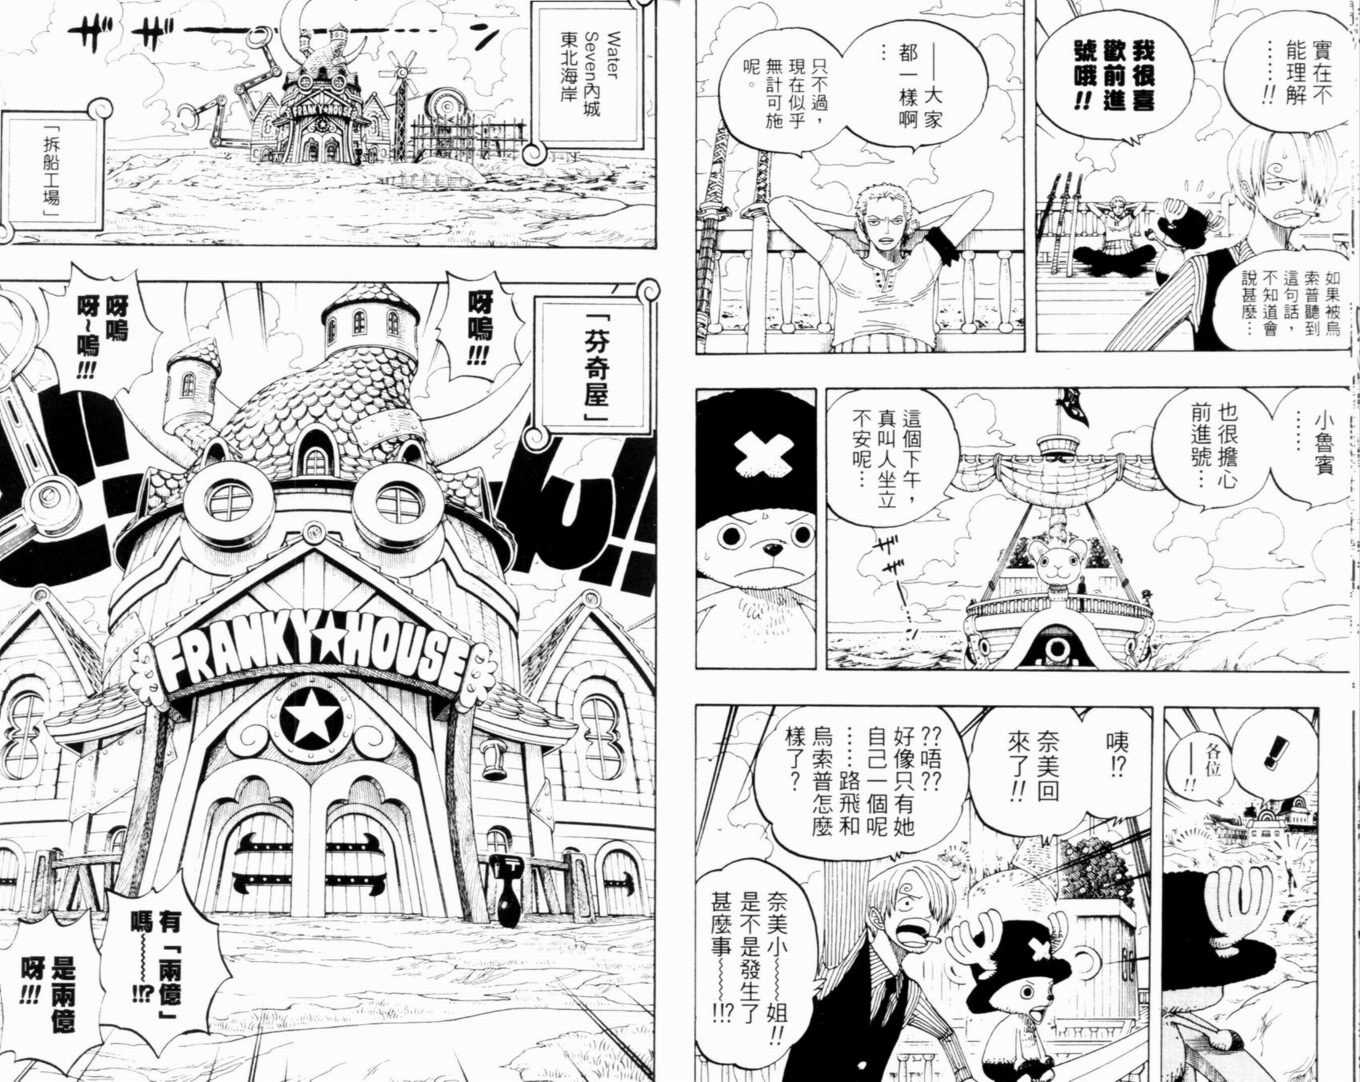 實在不
能理解
……!!
我很喜
歡前進
號哦!!
如果被烏
索普聽到
這句話，
不知道會
說甚麼…
——大家
都一樣啊
…
只不過，
現在似乎
無計可施
呢。
小魯賓
……
也很擔心
前進號…
這個下午，
真叫人坐立
不安呢…
ザザ…
!
各位
——!!
咦!?
奈美回
來了!!
??唔??
好像只有她
自己一個呢
……路飛和
烏索普怎麼
樣了?
奈美小～～姐!!
是不是發生了
甚麼事～～～!!?
ザザ——ン
Water
Seven內城
東北海岸
「拆船工場」
「芬奇屋」
呀嗚!!!
呀嗚
呀～嗚!!!
FRANKY★HOUSE
有「兩億」
嗎～～～!?
是兩億
呀!!!